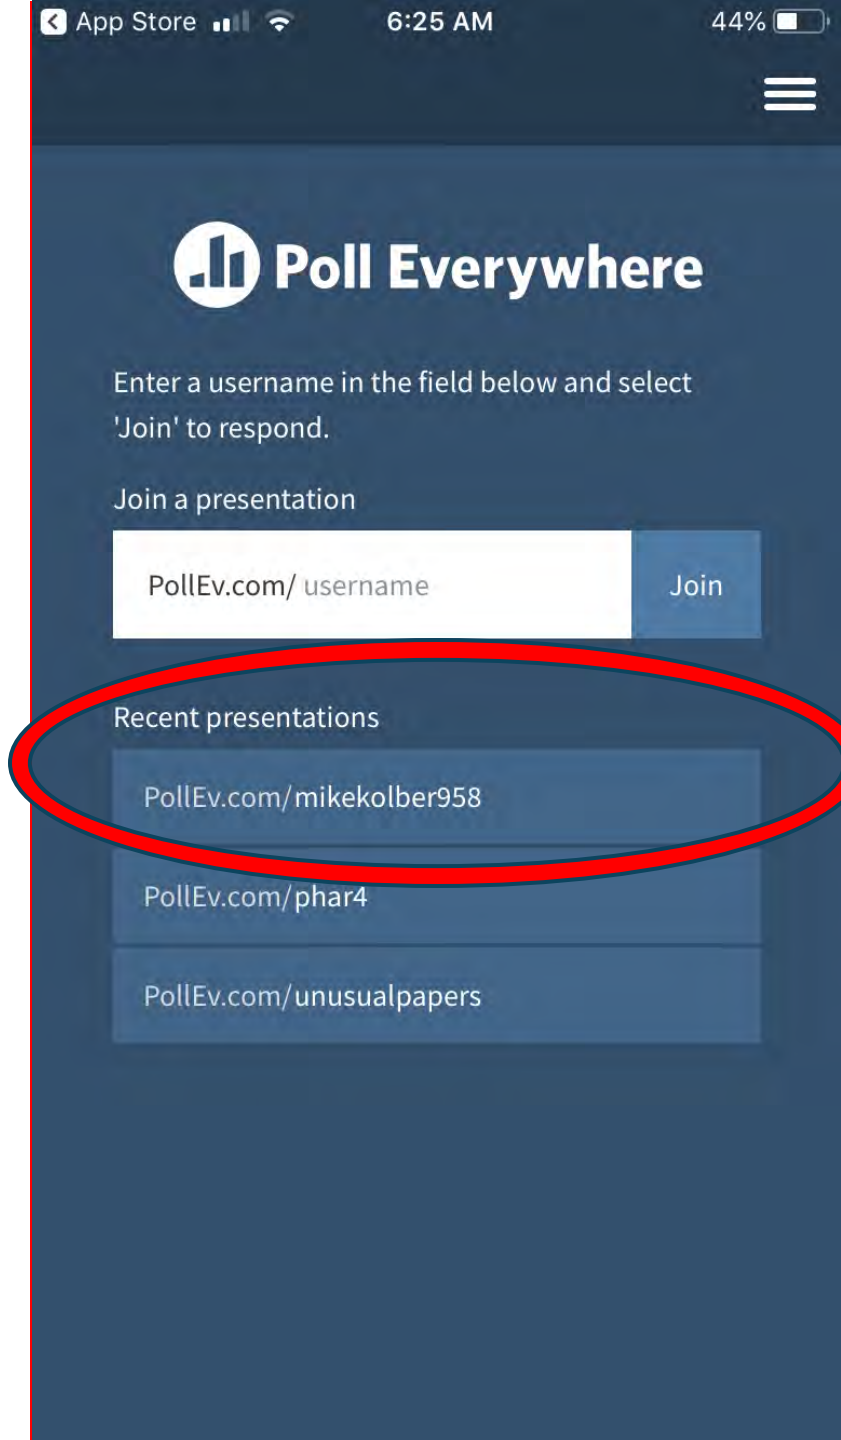 App Store 6:25 AM 44%
Poll Everywhere
Enter a username in the field below and select
'Join' to respond.
Join a presentation
PollEv.com/ username Join
Recent presentations
PollEv.com/mikekolber958
PollEv.com/phar4
PollEv.com/unusualpapers